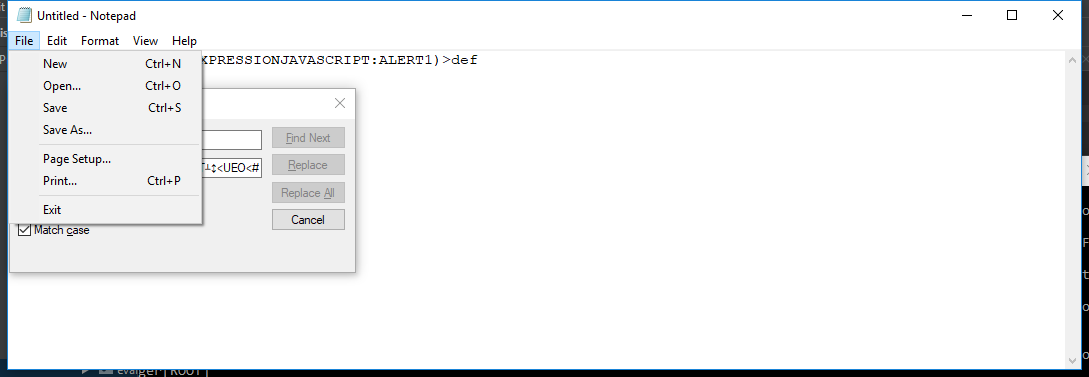 Untitled - Notepad
File Edit Format View Help
XPRESSIONJAVASCRIPT:ALERT1)>def
New Ctrl+N
Open... Ctrl+O
Save Ctrl+S
Save As...
Page Setup...
Print... Ctrl+P
Exit
Find Next
<UEO<#
Replace
Replace All
Cancel
Match case